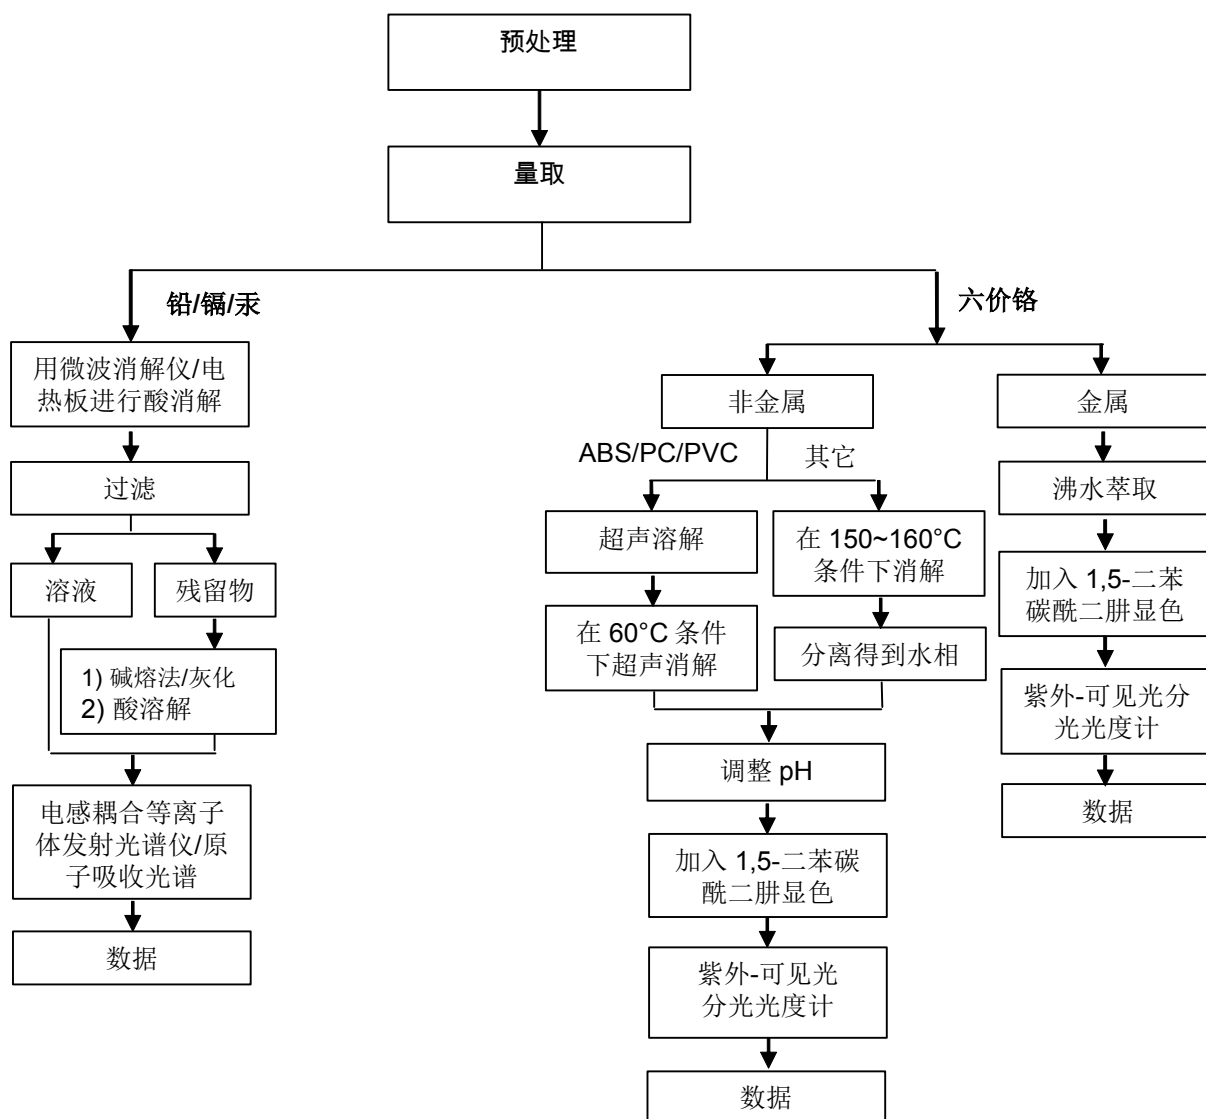 预处理
量取
铅/镉/汞
用微波消解仪/电
热板进行酸消解
过滤
溶液
残留物
1) 碱熔法/灰化
2) 酸溶解
电感耦合等离子
体发射光谱仪/原
子吸收光谱
数据
六价铬
非金属
ABS/PC/PVC
其它
超声溶解
在 60°C 条件
下超声消解
在 150~160°C
条件下消解
分离得到水相
调整 pH
加入 1,5-二苯碳
酰二肼显色
紫外-可见光
分光光度计
数据
金属
沸水萃取
加入 1,5-二苯
碳酰二肼显色
紫外-可见光分
光光度计
数据